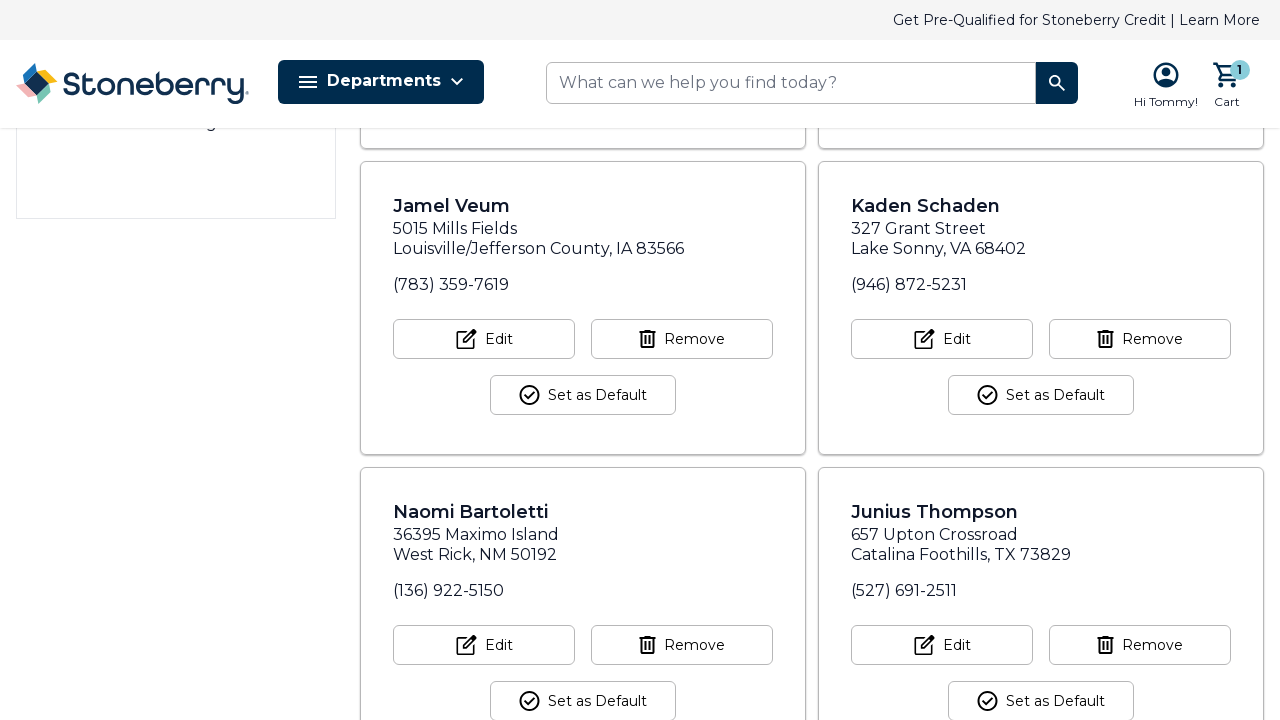 Get Pre-Qualified for Stoneberry Credit | Learn More
Stoneberry
Departments
What can we help you find today?
1
Hi Tommy!
Cart
Jamel Veum
5015 Mills Fields
Louisville/Jefferson County, IA 83566
(783) 359-7619
Edit
Remove
Set as Default
Kaden Schaden
327 Grant Street
Lake Sonny, VA 68402
(946) 872-5231
Edit
Remove
Set as Default
Naomi Bartoletti
36395 Maximo Island
West Rick, NM 50192
(136) 922-5150
Edit
Remove
Set as Default
Junius Thompson
657 Upton Crossroad
Catalina Foothills, TX 73829
(527) 691-2511
Edit
Remove
Set as Default